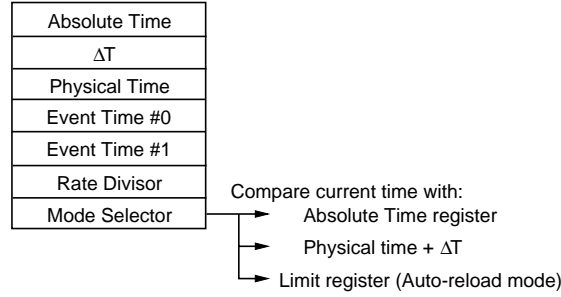 Absolute Time
ΔT
Physical Time
Event Time #0
Event Time #1
Rate Divisor
Mode Selector
Compare current time with:
Absolute Time register
Physical time + ΔT
Limit register (Auto-reload mode)